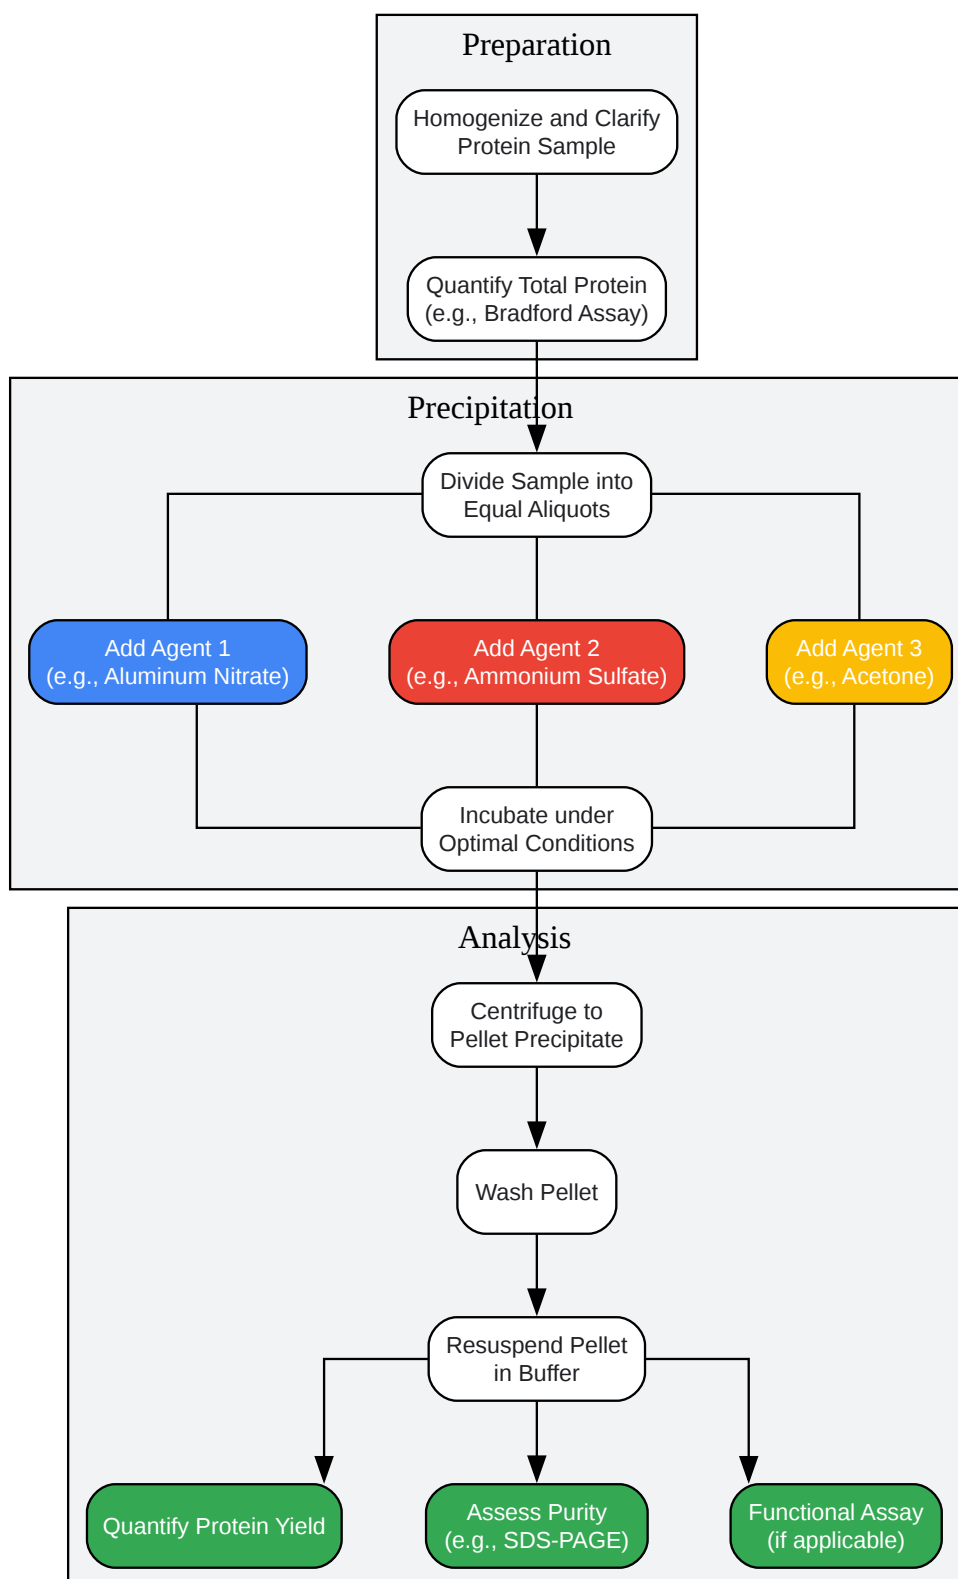 Preparation
Homogenize and Clarify
Protein Sample
Quantify Total Protein
(e.g., Bradford Assay)
Precipitation
Divide Sample into
Equal Aliquots
Add Agent 1
(e.g., Aluminum Nitrate)
Add Agent 2
(e.g., Ammonium Sulfate)
Add Agent 3
(e.g., Acetone)
Incubate under
Optimal Conditions
Analysis
Centrifuge to
Pellet Precipitate
Wash Pellet
Resuspend Pellet
in Buffer
Quantify Protein Yield
Assess Purity
(e.g., SDS-PAGE)
Functional Assay
(if applicable)